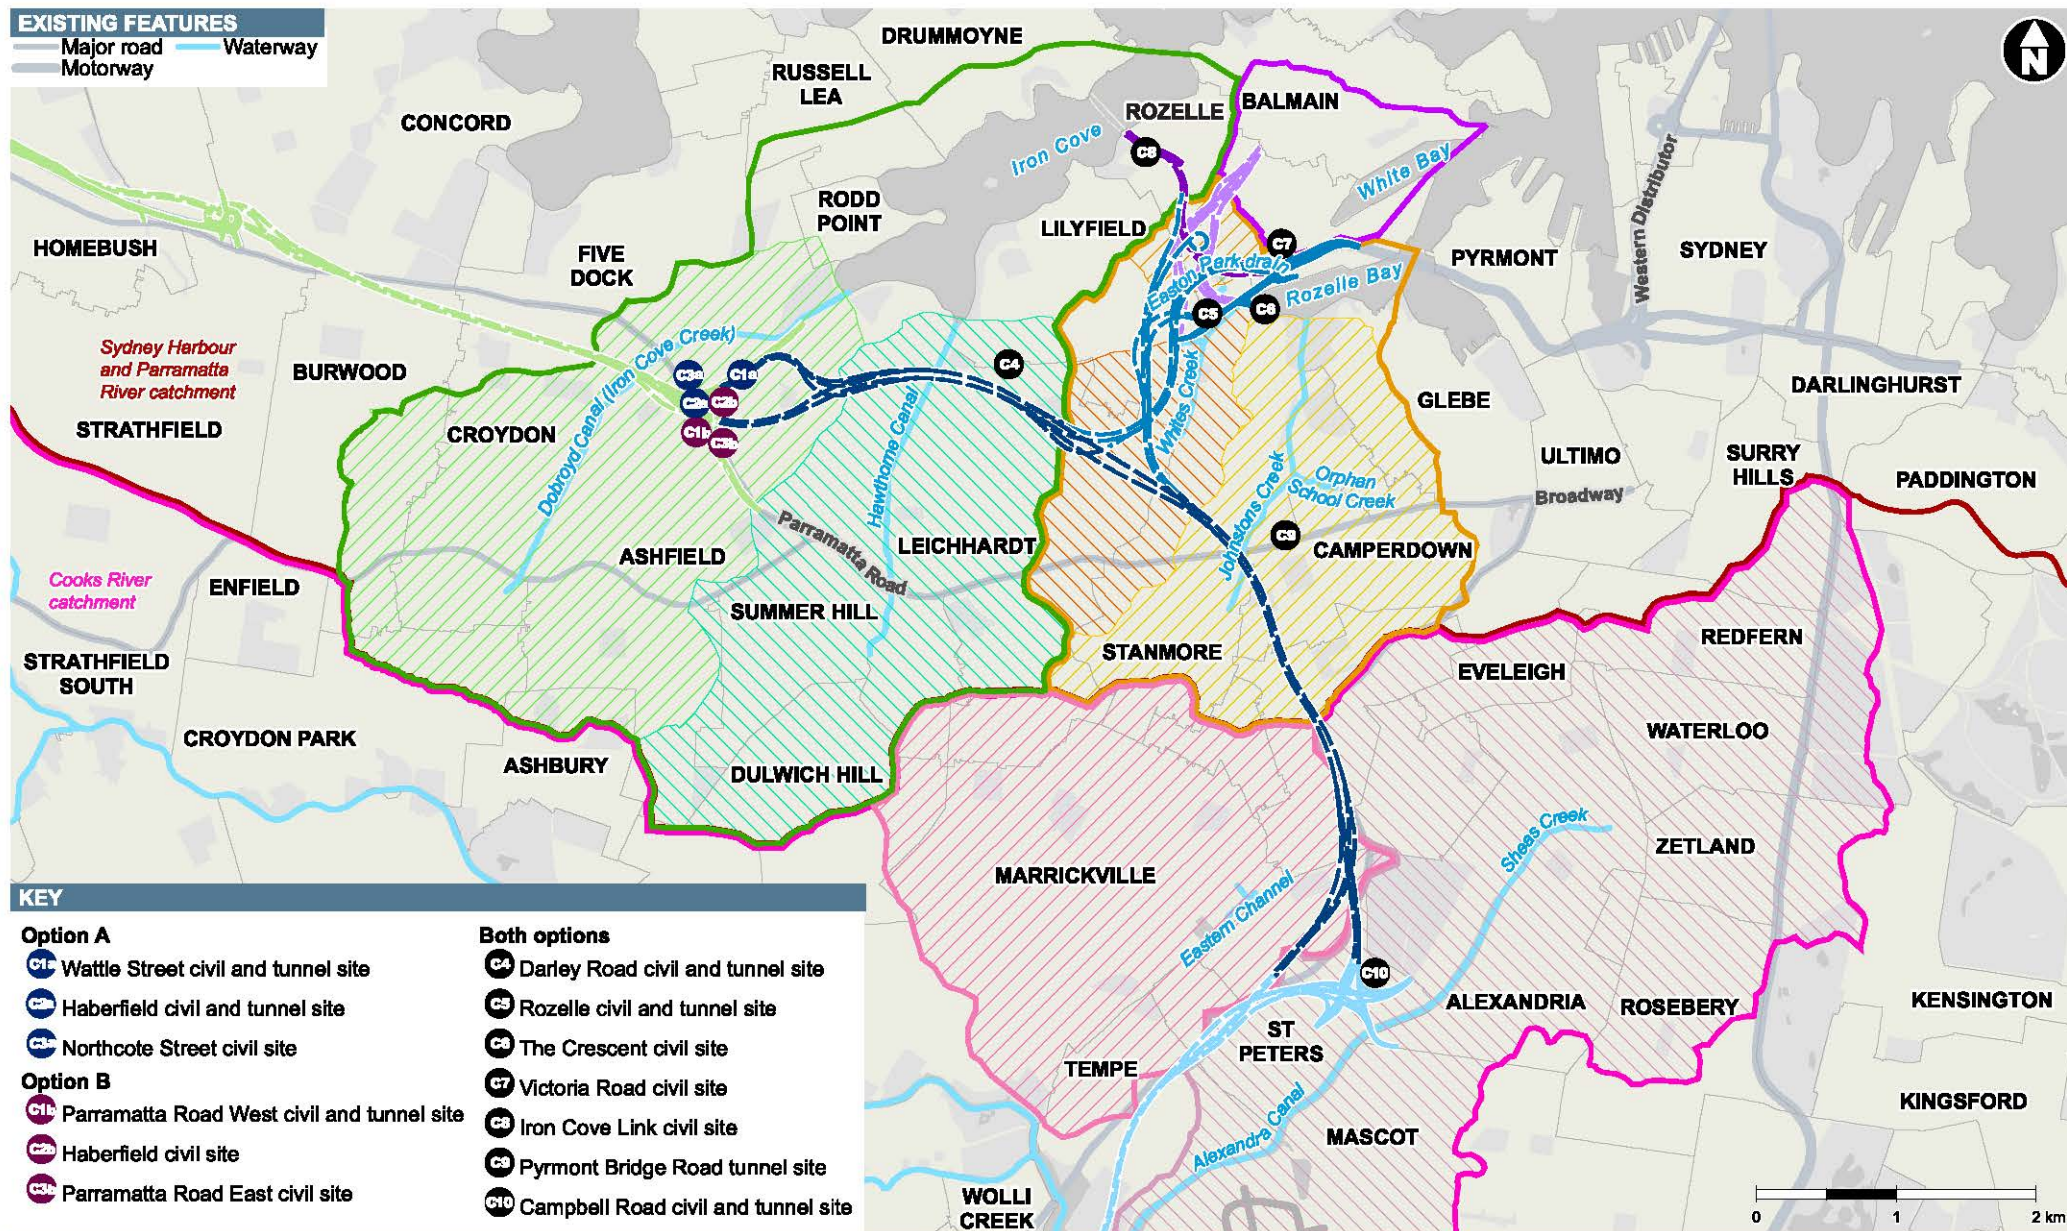 EXISTING FEATURES
Major road
Waterway
Motorway
N
DRUMMOYNE
RUSSELL
LEA
CONCORD
ROZELLE
BALMAIN
Iron Cove
C8
White Bay
Western Distributor
RODD
POINT
LILYFIELD
HOMEBUSH
FIVE
DOCK
C7
PYRMONT
SYDNEY
Easton Park drain
Rozelle Bay
C5
C6
Sydney Harbour
and Parramatta
River catchment
BURWOOD
Dobroyd Canal (Iron Cove Creek)
C3a
C1a
C2a
C2b
C1b
C3b
C4
Hawthorne Canal
Whites Creek
GLEBE
DARLINGHURST
STRATHFIELD
CROYDON
ULTIMO
SURRY
HILLS
PADDINGTON
Orphan
School Creek
Johnstons Creek
Broadway
C9
CAMPERDOWN
Parramatta Road
LEICHHARDT
ASHFIELD
Cooks River
catchment
ENFIELD
SUMMER HILL
STANMORE
REDFERN
EVELEIGH
STRATHFIELD
SOUTH
WATERLOO
CROYDON PARK
ASHBURY
DULWICH HILL
ZETLAND
Sheas Creek
MARRICKVILLE
Eastern Channel
C10
ALEXANDRIA
ROSEBERY
KENSINGTON
ST
PETERS
TEMPE
KINGSFORD
Alexandra Canal
MASCOT
WOLLI
CREEK
0 1 2 km
KEY
Option A
C1a Wattle Street civil and tunnel site
C2a Haberfield civil and tunnel site
C3a Northcote Street civil site
Option B
C1b Parramatta Road West civil and tunnel site
C2b Haberfield civil site
C3b Parramatta Road East civil site
Both options
C4 Darley Road civil and tunnel site
C5 Rozelle civil and tunnel site
C6 The Crescent civil site
C7 Victoria Road civil site
C8 Iron Cove Link civil site
C9 Pyrmont Bridge Road tunnel site
C10 Campbell Road civil and tunnel site